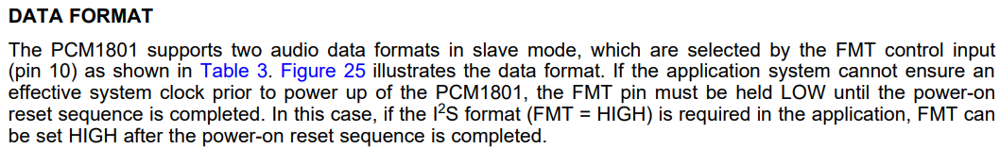 DATA FORMAT
The PCM1801 supports two audio data formats in slave mode, which are selected by the FMT control input
(pin 10) as shown in Table 3. Figure 25 illustrates the data format. If the application system cannot ensure an
effective system clock prior to power up of the PCM1801, the FMT pin must be held LOW until the power-on
reset sequence is completed. In this case, if the I²S format (FMT = HIGH) is required in the application, FMT can
be set HIGH after the power-on reset sequence is completed.